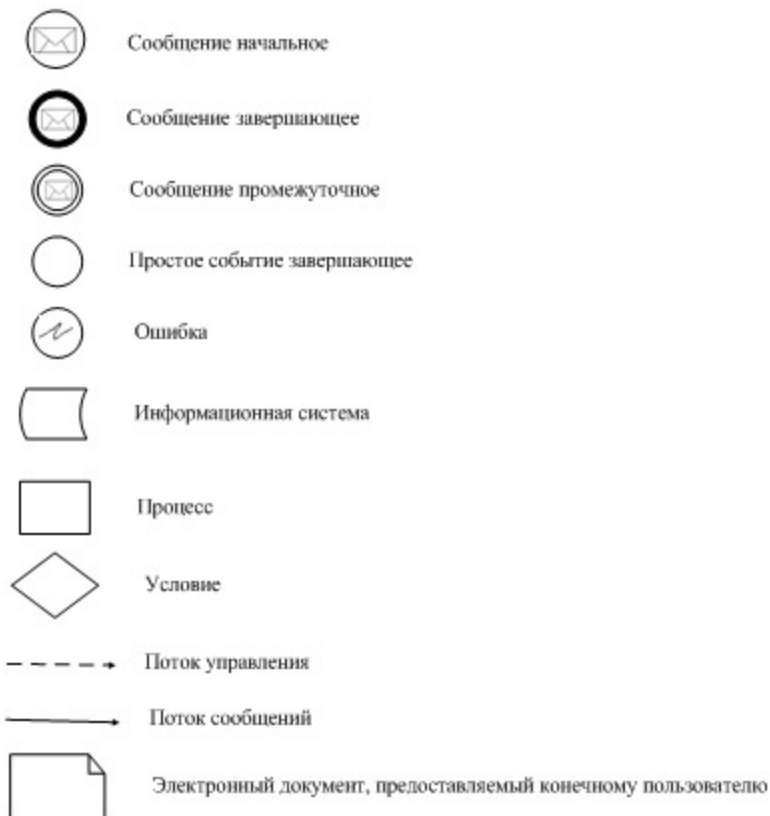 Сообщение начальное
Сообщение завершающее
Сообщение промежуточное
Простое событие завершающее
Ошибка
Информационная система
Процесс
Условие
Поток управления
Поток сообщений
Электронный документ, предоставляемый конечному пользователю